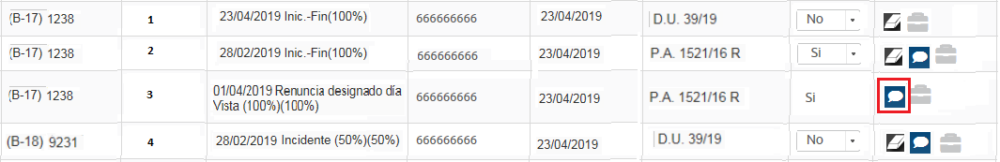 (B-17) 1238 1 23/04/2019 Inic.-Fin(100%) 666666666 23/04/2019 D.U. 39/19 No
(B-17) 1238 2 28/02/2019 Inic.-Fin(100%) 666666666 23/04/2019 P.A. 1521/16 R Si
(B-17) 1238 3 01/04/2019 Renuncia designado día 666666666 23/04/2019 P.A. 1521/16 R Si
Vista (100%)(100%)
(B-18) 9231 4 28/02/2019 Incidente (50%)(50%) 666666666 23/04/2019 D.U. 39/19 No